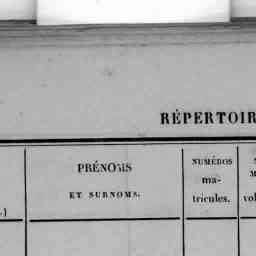 RÉPERTOIR
PRÉNOMS
ET SURNOMS.
NUMÉROS
ma-
tricules.
vol
.)